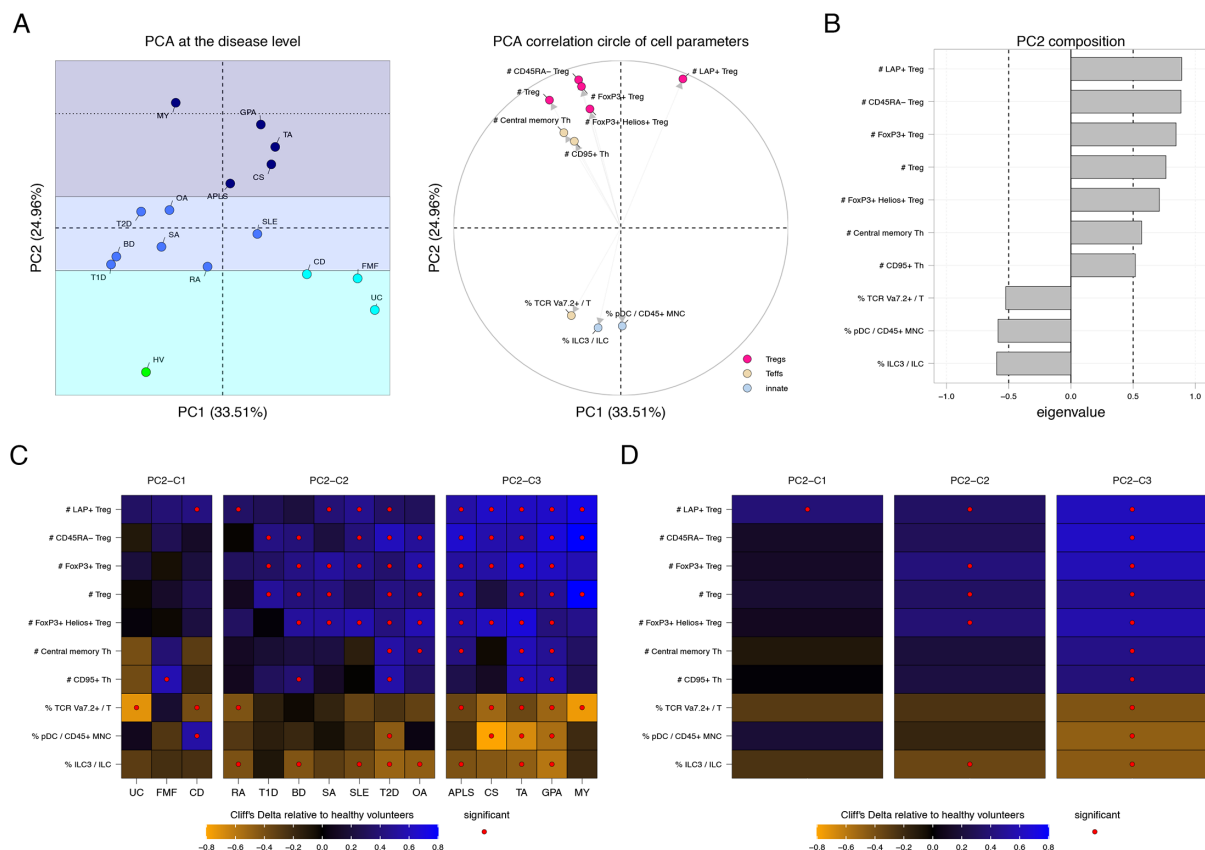 A
PCA at the disease level
MY
GPA
TA
CS
APLS
OA
T2D
SLE
SA
BD
T1D
RA
CD
FMF
UC
HV
PC2 (24.96%)
PC1 (33.51%)
PCA correlation circle of cell parameters
# CD45RA− Treg
# LAP+ Treg
# Treg
# FoxP3+ Treg
# Central memory Th
# FoxP3+ Helios+ Treg
# CD95+ Th
% TCR Va7.2+ / T
% pDC / CD45+ MNC
% ILC3 / ILC
Tregs
Teffs
innate
PC2 (24.96%)
PC1 (33.51%)
B
PC2 composition
# LAP+ Treg
# CD45RA− Treg
# FoxP3+ Treg
# Treg
# FoxP3+ Helios+ Treg
# Central memory Th
# CD95+ Th
% TCR Va7.2+ / T
% pDC / CD45+ MNC
% ILC3 / ILC
−1.0 −0.5 0.0 0.5 1.0
eigenvalue
C
PC2−C1 PC2−C2 PC2−C3
# LAP+ Treg
# CD45RA− Treg
# FoxP3+ Treg
# Treg
# FoxP3+ Helios+ Treg
# Central memory Th
# CD95+ Th
% TCR Va7.2+ / T
% pDC / CD45+ MNC
% ILC3 / ILC
UC FMF CD RA T1D BD SA SLE T2D OA APLS CS TA GPA MY
Cliff's Delta relative to healthy volunteers significant
−0.8 −0.6 −0.4 −0.2 0 0.2 0.4 0.6 0.8
D
PC2−C1 PC2−C2 PC2−C3
# LAP+ Treg
# CD45RA− Treg
# FoxP3+ Treg
# Treg
# FoxP3+ Helios+ Treg
# Central memory Th
# CD95+ Th
% TCR Va7.2+ / T
% pDC / CD45+ MNC
% ILC3 / ILC
Cliff's Delta relative to healthy volunteers significant
−0.8 −0.6 −0.4 −0.2 0 0.2 0.4 0.6 0.8